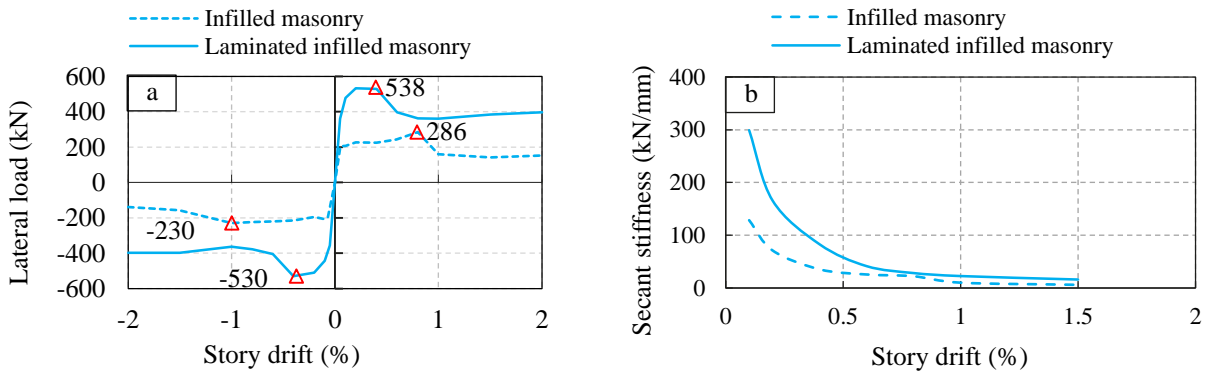 Infilled masonry
Laminated infilled masonry
a
Lateral load (kN)
600
400
200
0
-200
-400
-600
538
286
-230
-530
-2
-1
0
1
2
Story drift (%)
Infilled masonry
Laminated infilled masonry
b
Secant stiffness (kN/mm)
400
300
200
100
0
0
0.5
1
1.5
2
Story drift (%)